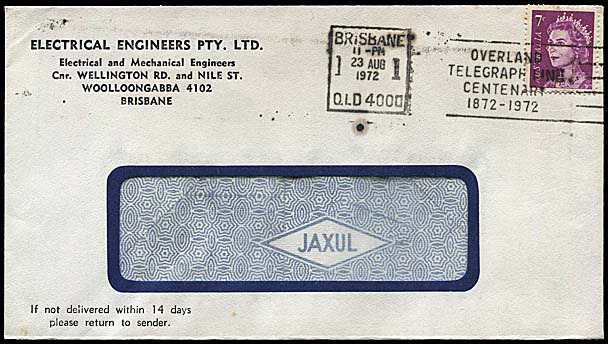 ELECTRICAL ENGINEERS PTY. LTD.
Electrical and Mechanical Engineers
Cnr. WELLINGTON RD. and NILE ST.
WOOLLOONGABBA 4102
BRISBANE
BRISBANE
11-PM
23 AUG
1972
QLD 4000
OVERLAND
TELEGRAPH LINE
CENTENARY
1872-1972
7c
AUSTRALIA
JAXUL
If not delivered within 14 days
please return to sender.